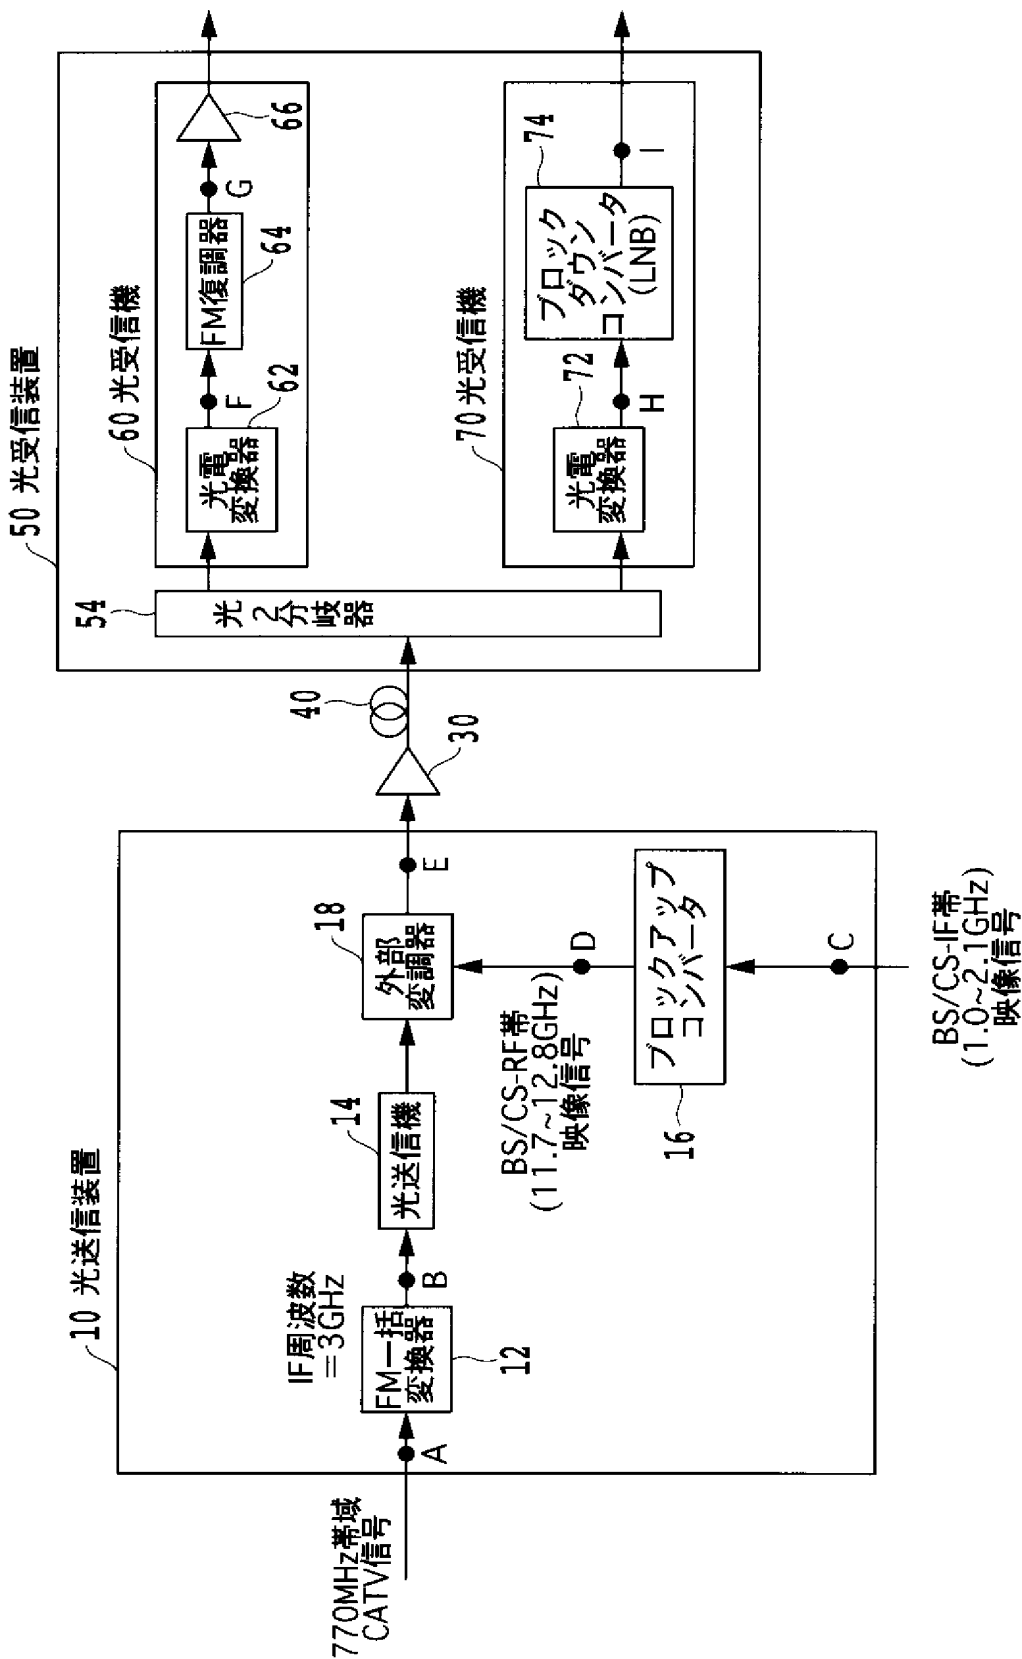 10 光送信装置
770MHz帯域
CATV信号
A
FM一括
変換器
12
IF周波数
=3GHz
B
光送信機
14
外部
変調器
18
E
BS/CS-RF帯
(11.7~12.8GHz)
映像信号
D
ブロックアップ
コンバータ
16
C
BS/CS-IF帯
(1.0~2.1GHz)
映像信号
30
40
50 光受信装置
54
光2分岐器
60 光受信機
光電
変換器
62
F
FM復調器
64
G
66
70 光受信機
光電
変換器
72
H
ブロック
ダウン
コンバータ
(LNB)
74
I